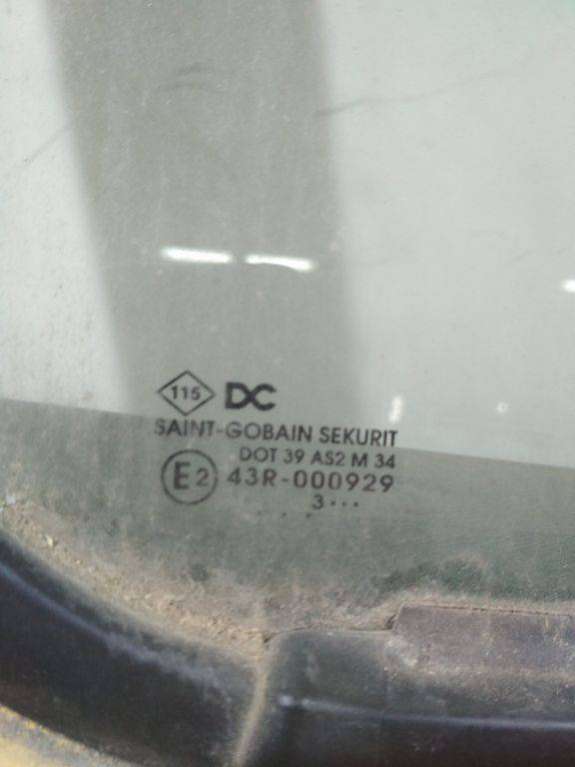 115 DC
SAINT-GOBAIN SEKURIT
DOT 39 AS2 M 34
E2 43R-000929
3...